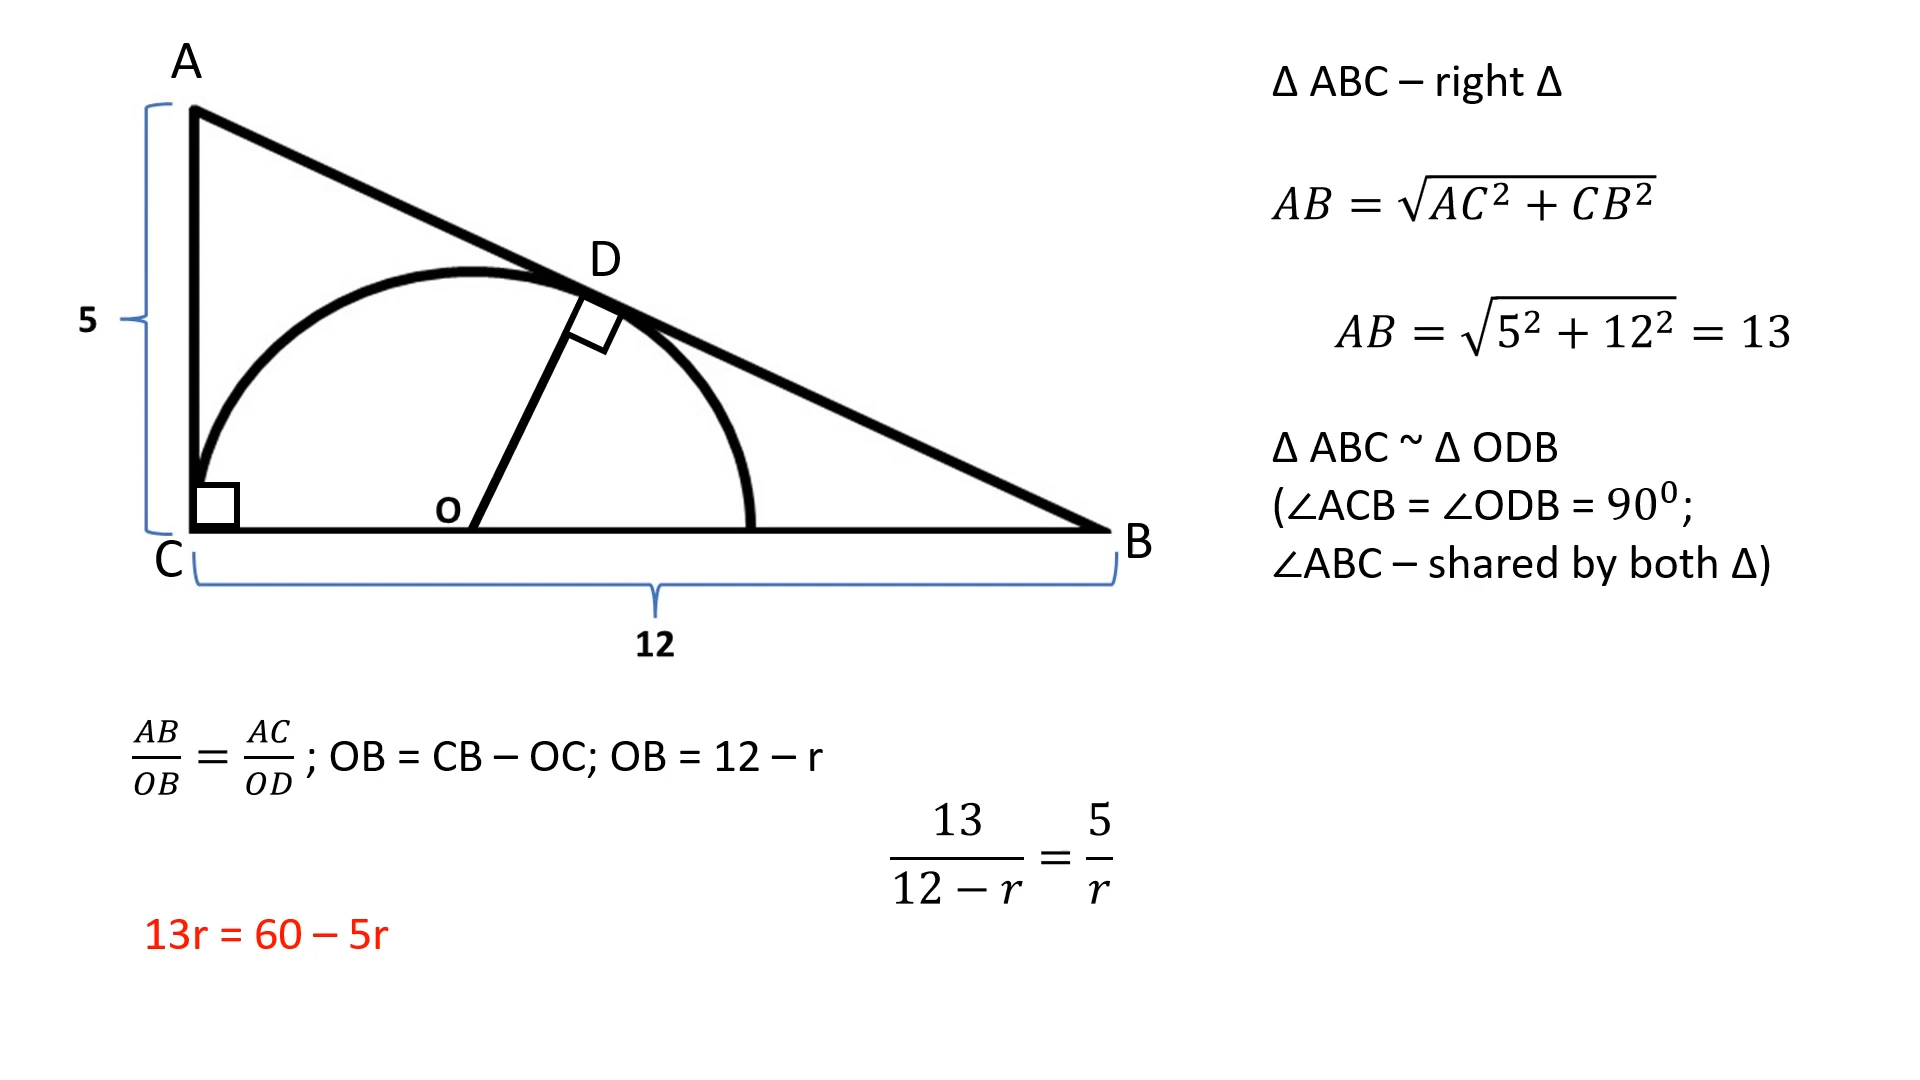 A
D
5
O
C
B
12
Δ ABC – right Δ
AB = √AC² + CB²
AB = √5² + 12² = 13
Δ ABC ~ Δ ODB
(∠ACB = ∠ODB = 90⁰;
∠ABC – shared by both Δ)
AB/OB = AC/OD ; OB = CB – OC; OB = 12 – r
13/(12 − r) = 5/r
13r = 60 – 5r